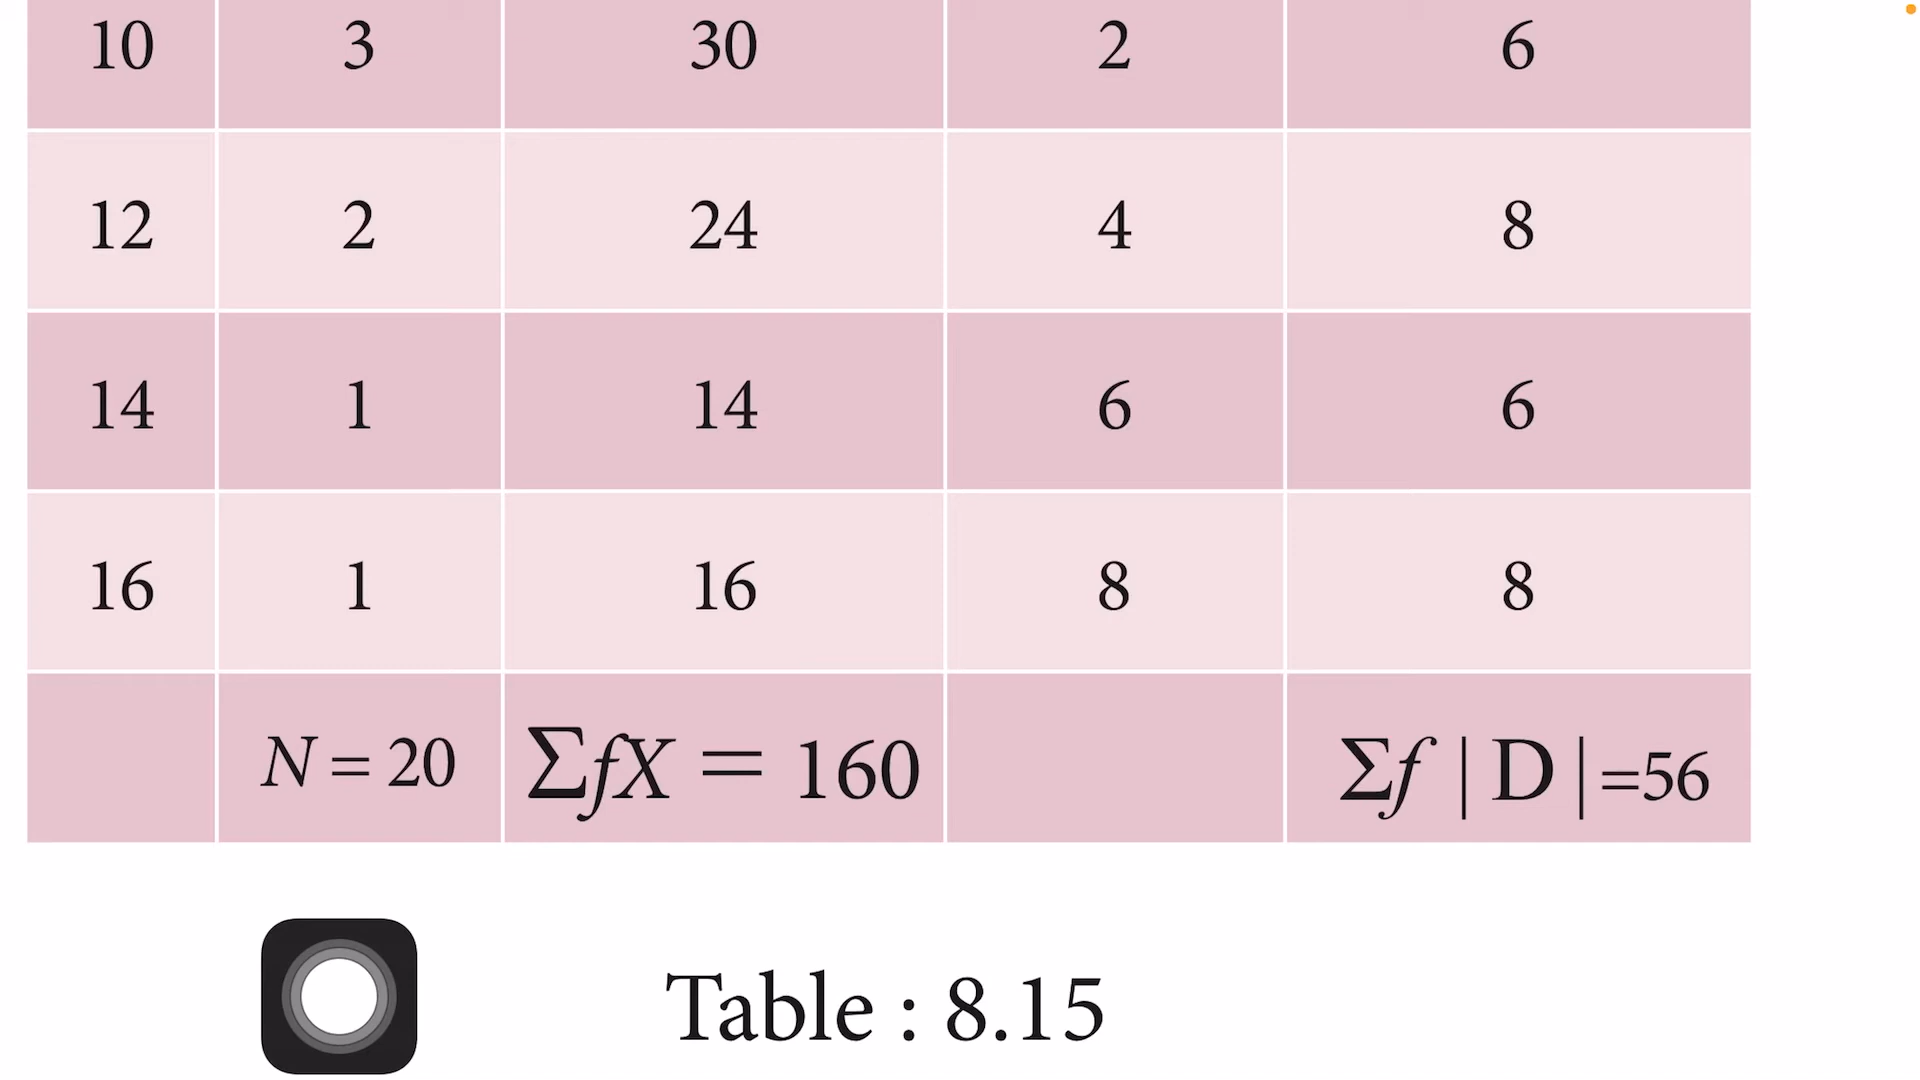 10 3 30 2 6
12 2 24 4 8
14 1 14 6 6
16 1 16 8 8
N = 20 ΣfX = 160 Σf | D | =56
Table : 8.15